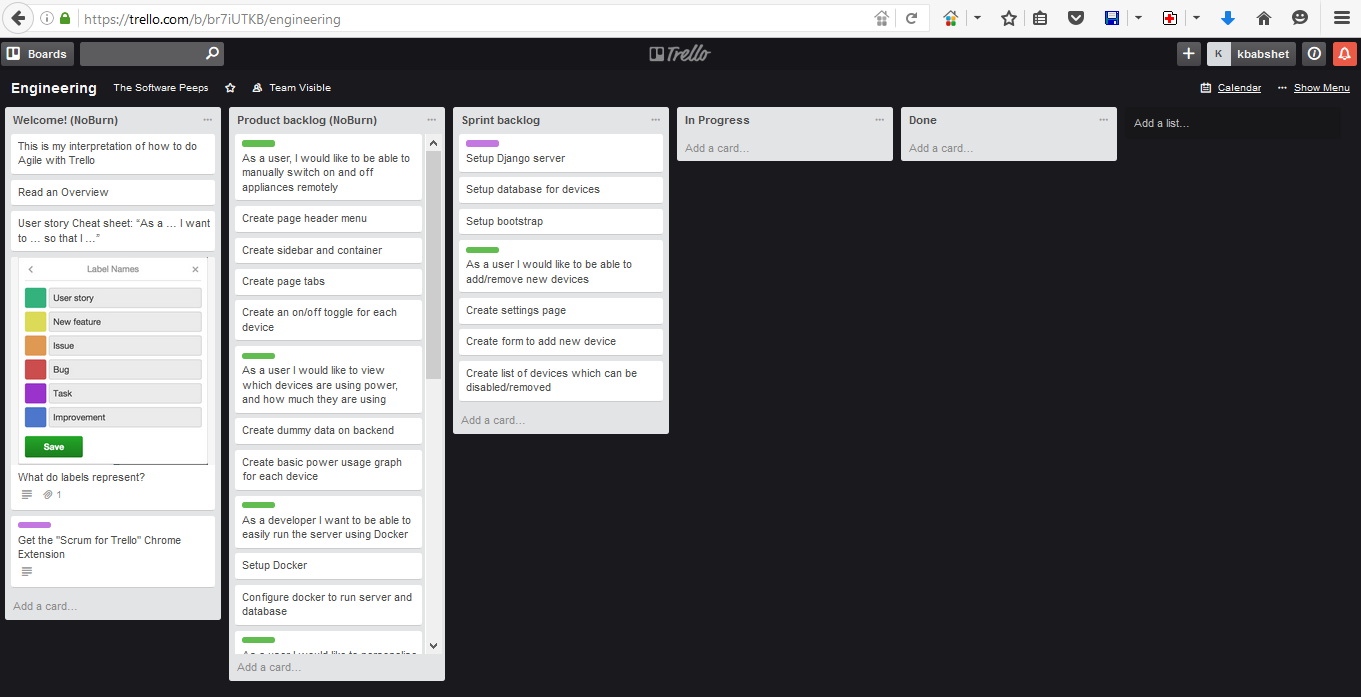 https://trello.com/b/br7iUTKB/engineering
Boards
Trello
K kbabshet
Engineering The Software Peeps Team Visible
Calendar ... Show Menu
Welcome! (NoBurn) ...
This is my interpretation of how to do
Agile with Trello
Read an Overview
User story Cheat sheet: “As a … I want
to … so that I …”
Label Names
User story
New feature
Issue
Bug
Task
Improvement
Save
What do labels represent?
1
Get the "Scrum for Trello" Chrome
Extension
Add a card…
Product backlog (NoBurn) ...
As a user, I would like to be able to
manually switch on and off
appliances remotely
Create page header menu
Create sidebar and container
Create page tabs
Create an on/off toggle for each
device
As a user I would like to view
which devices are using power,
and how much they are using
Create dummy data on backend
Create basic power usage graph
for each device
As a developer I want to be able to
easily run the server using Docker
Setup Docker
Configure docker to run server and
database
As a user I would like to personalise
Add a card…
Sprint backlog ...
Setup Django server
Setup database for devices
Setup bootstrap
As a user I would like to be able to
add/remove new devices
Create settings page
Create form to add new device
Create list of devices which can be
disabled/removed
Add a card…
In Progress ...
Add a card…
Done ...
Add a card…
Add a list…